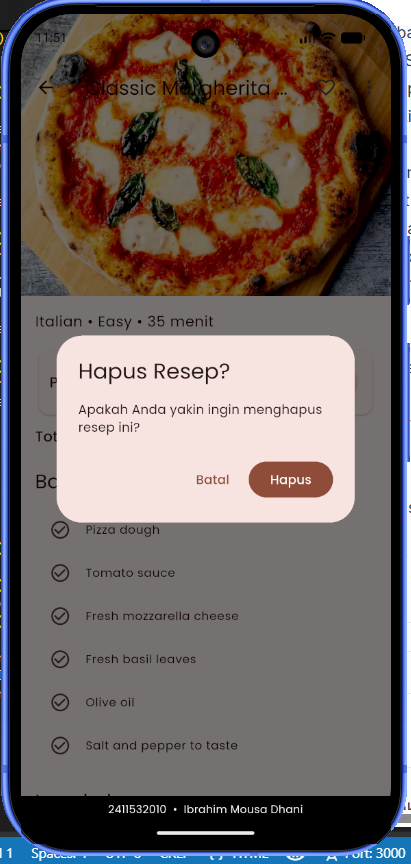 11:51
Classic Margherita ...
Italian • Easy • 35 menit
P
Hapus Resep?
Apakah Anda yakin ingin menghapus
resep ini?
Batal
Hapus
Tot
Ba
Pizza dough
Tomato sauce
Fresh mozzarella cheese
Fresh basil leaves
Olive oil
Salt and pepper to taste
2411532010 • Ibrahim Mousa Dhani
Port: 3000